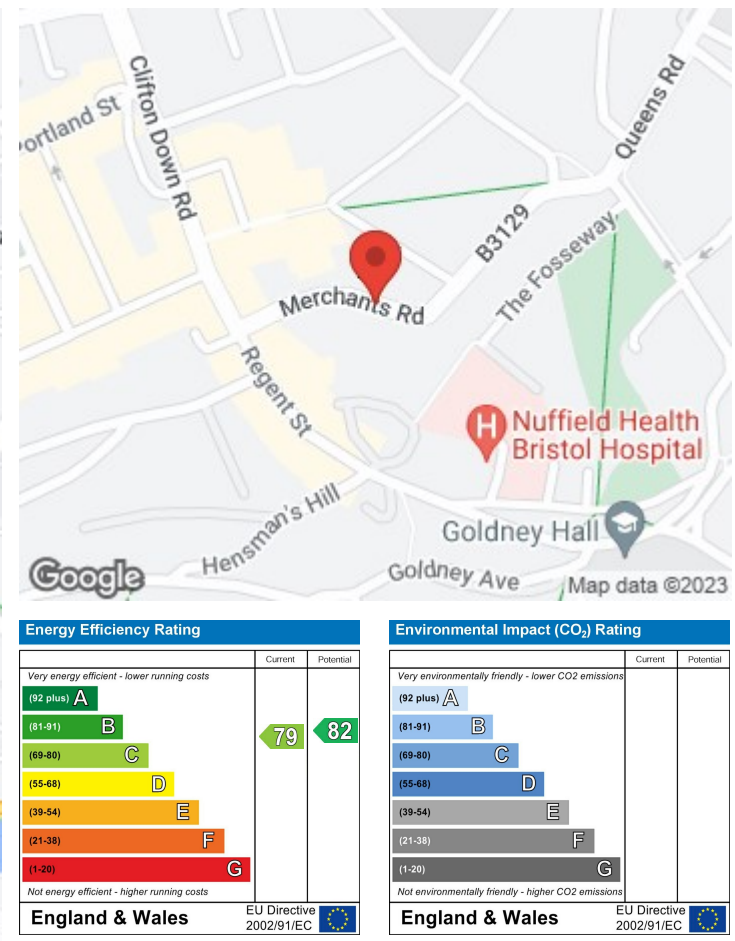 Clifton Down Rd
Queens Rd
B3129
The Fosseway
Merchants Rd
Regent St
H
Nuffield Health
Bristol Hospital
Hensman's Hill
Goldney Hall
Goldney Ave
Google
Map data ©2023
Energy Efficiency Rating
Current
Potential
Very energy efficient - lower running costs
(92 plus) A
(81-91) B
(69-80) C
(55-68) D
(39-54) E
(21-38) F
(1-20) G
79
82
Not energy efficient - higher running costs
England & Wales
EU Directive
2002/91/EC
Environmental Impact (CO₂) Rating
Current
Potential
Very environmentally friendly - lower CO2 emissions
(92 plus) A
(81-91) B
(69-80) C
(55-68) D
(39-54) E
(21-38) F
(1-20) G
Not environmentally friendly - higher CO2 emissions
England & Wales
EU Directive
2002/91/EC